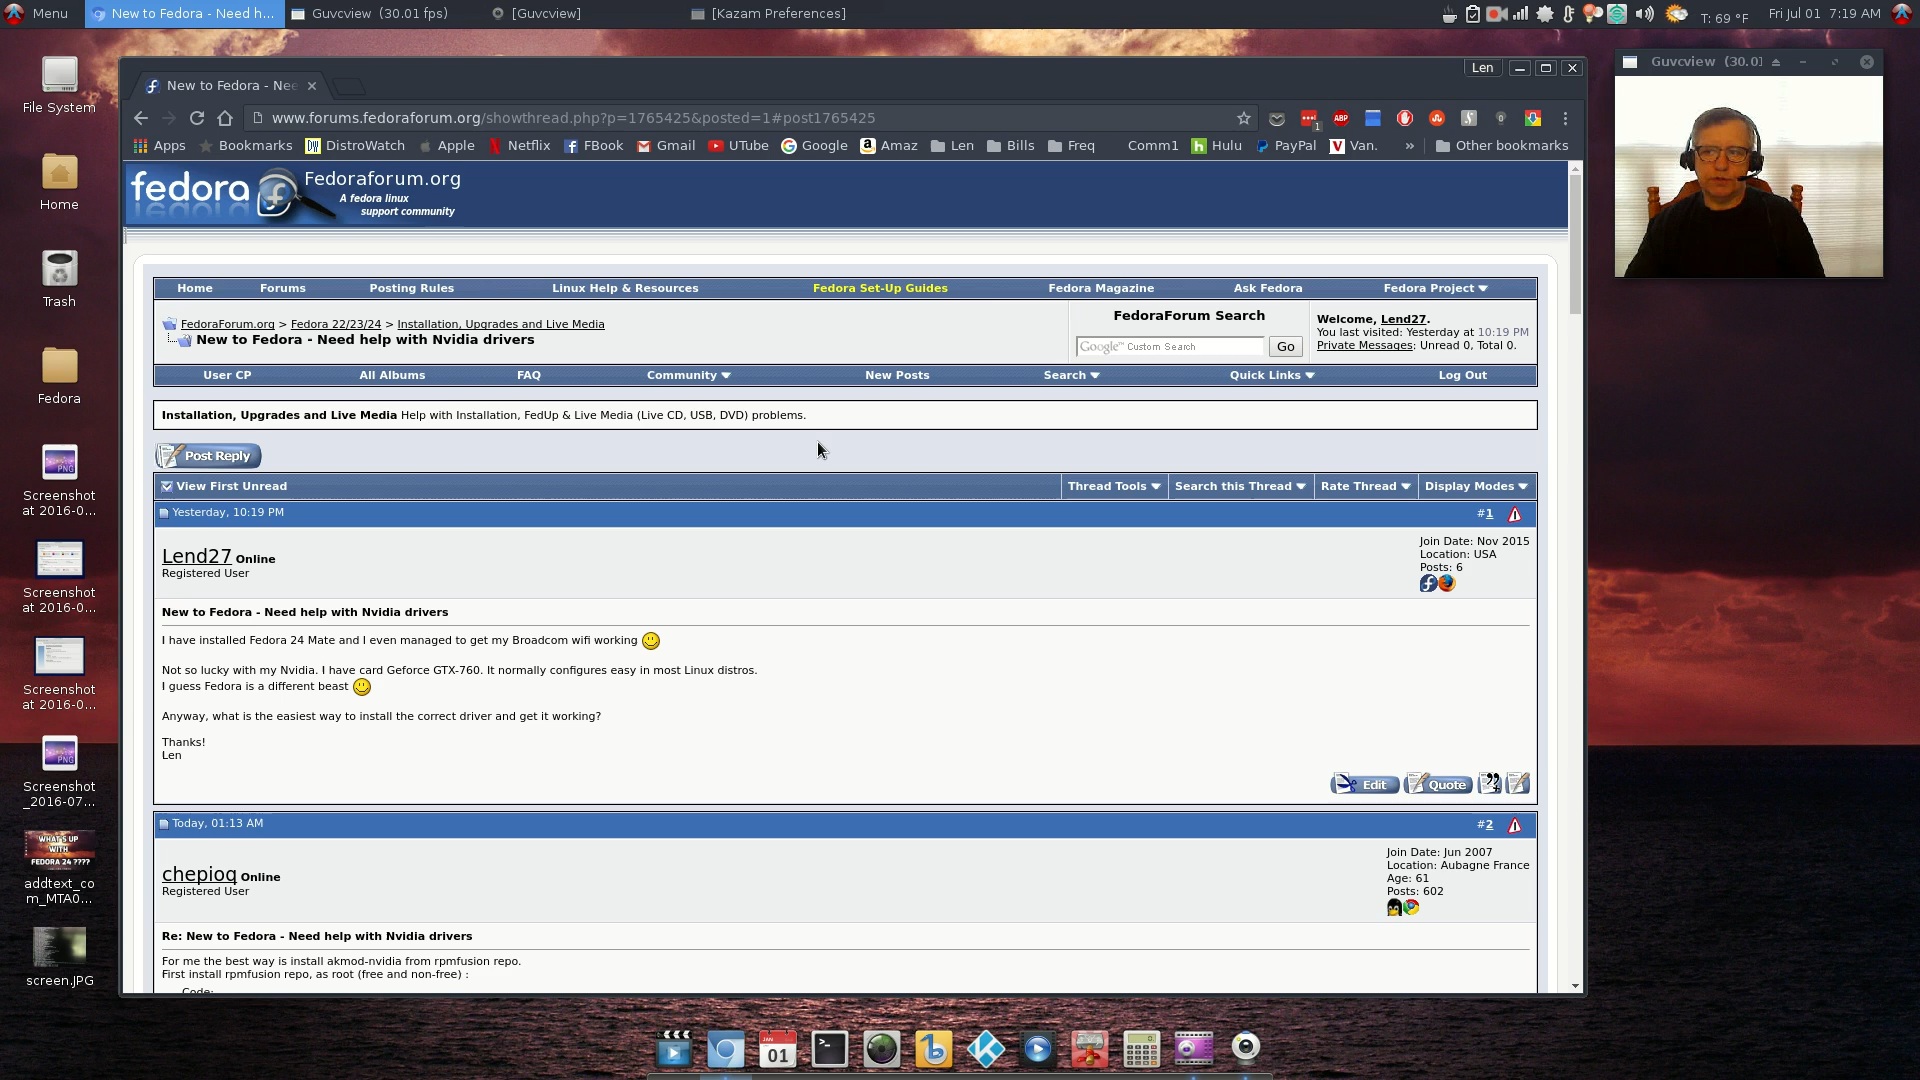 Menu
New to Fedora - Need h...
Guvcview (30.01 fps)
[Guvcview]
[Kazam Preferences]
T: 69 °F
Fri Jul 01 7:19 AM
File System
Home
Trash
Fedora
Screenshot
at 2016-0...
Screenshot
at 2016-0...
Screenshot
at 2016-0...
Screenshot
_2016-07...
WHAT'S UP
WITH
FEDORA 24 ????
addtext_co
m_MTA0...
screen.JPG
Len
New to Fedora - Nee
www.forums.fedoraforum.org/showthread.php?p=1765425&posted=1#post1765425
ABP
1
Apps
Bookmarks
DW DistroWatch
Apple
Netflix
FBook
Gmail
UTube
Google
Amaz
Len
Bills
Freq
Comm1
Hulu
PayPal
Van.
»
Other bookmarks
Guvcview (30.01
fedora
Fedoraforum.org
A fedora linux
support community
Home Forums Posting Rules Linux Help & Resources Fedora Set-Up Guides Fedora Magazine Ask Fedora Fedora Project
FedoraForum.org > Fedora 22/23/24 > Installation, Upgrades and Live Media
New to Fedora - Need help with Nvidia drivers
FedoraForum Search
Google™ Custom Search
Go
Welcome, Lend27.
You last visited: Yesterday at 10:19 PM
Private Messages: Unread 0, Total 0.
User CP All Albums FAQ Community New Posts Search Quick Links Log Out
Installation, Upgrades and Live Media Help with Installation, FedUp & Live Media (Live CD, USB, DVD) problems.
Post Reply
View First Unread
Thread Tools Search this Thread Rate Thread Display Modes
Yesterday, 10:19 PM
#1
Lend27 Online
Registered User
Join Date: Nov 2015
Location: USA
Posts: 6
New to Fedora - Need help with Nvidia drivers
I have installed Fedora 24 Mate and I even managed to get my Broadcom wifi working
Not so lucky with my Nvidia. I have card Geforce GTX-760. It normally configures easy in most Linux distros.
I guess Fedora is a different beast
Anyway, what is the easiest way to install the correct driver and get it working?
Thanks!
Len
Edit
Quote
Today, 01:13 AM
#2
chepioq Online
Registered User
Join Date: Jun 2007
Location: Aubagne France
Age: 61
Posts: 602
Re: New to Fedora - Need help with Nvidia drivers
For me the best way is install akmod-nvidia from rpmfusion repo.
First install rpmfusion repo, as root (free and non-free) :
Code:
JAN
01